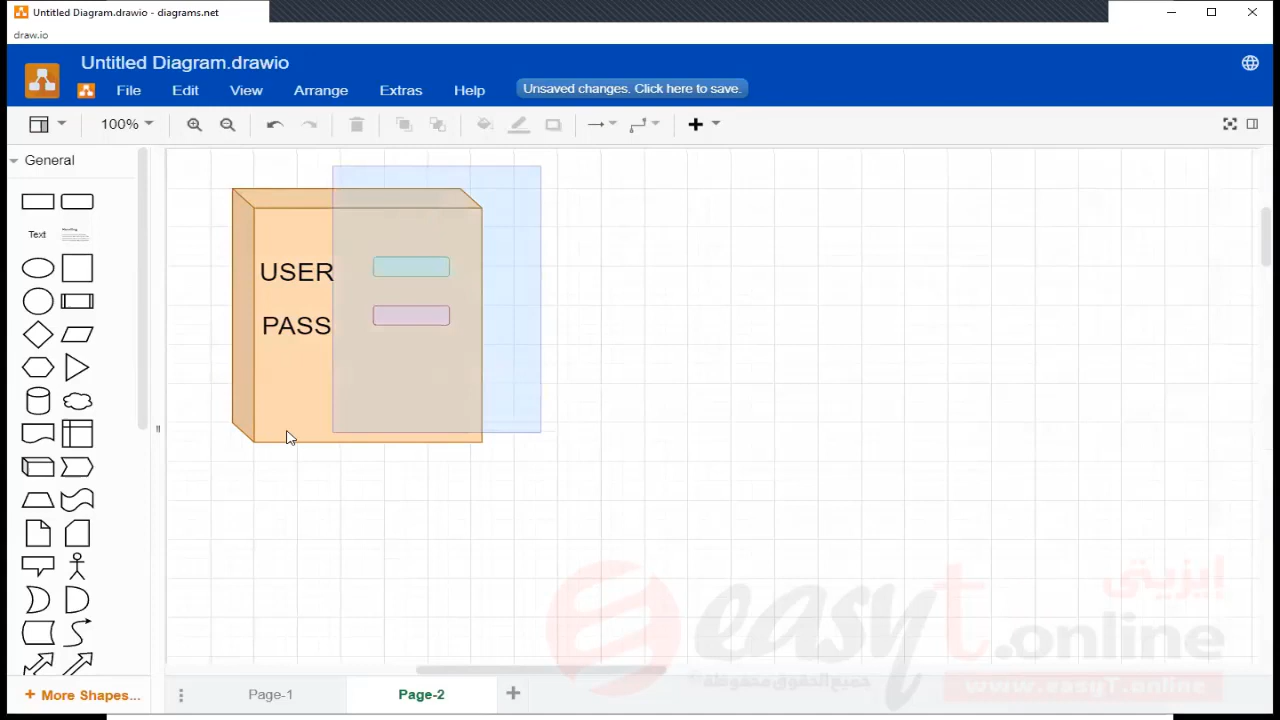 Untitled Diagram.drawio - diagrams.net
draw.io
Untitled Diagram.drawio
File Edit View Arrange Extras Help
Unsaved changes. Click here to save.
100%
General
Text
USER
PASS
إيزيتي
easyT.online
جميع الحقوق محفوظة
www.easyT.online
+ More Shapes...
Page-1
Page-2